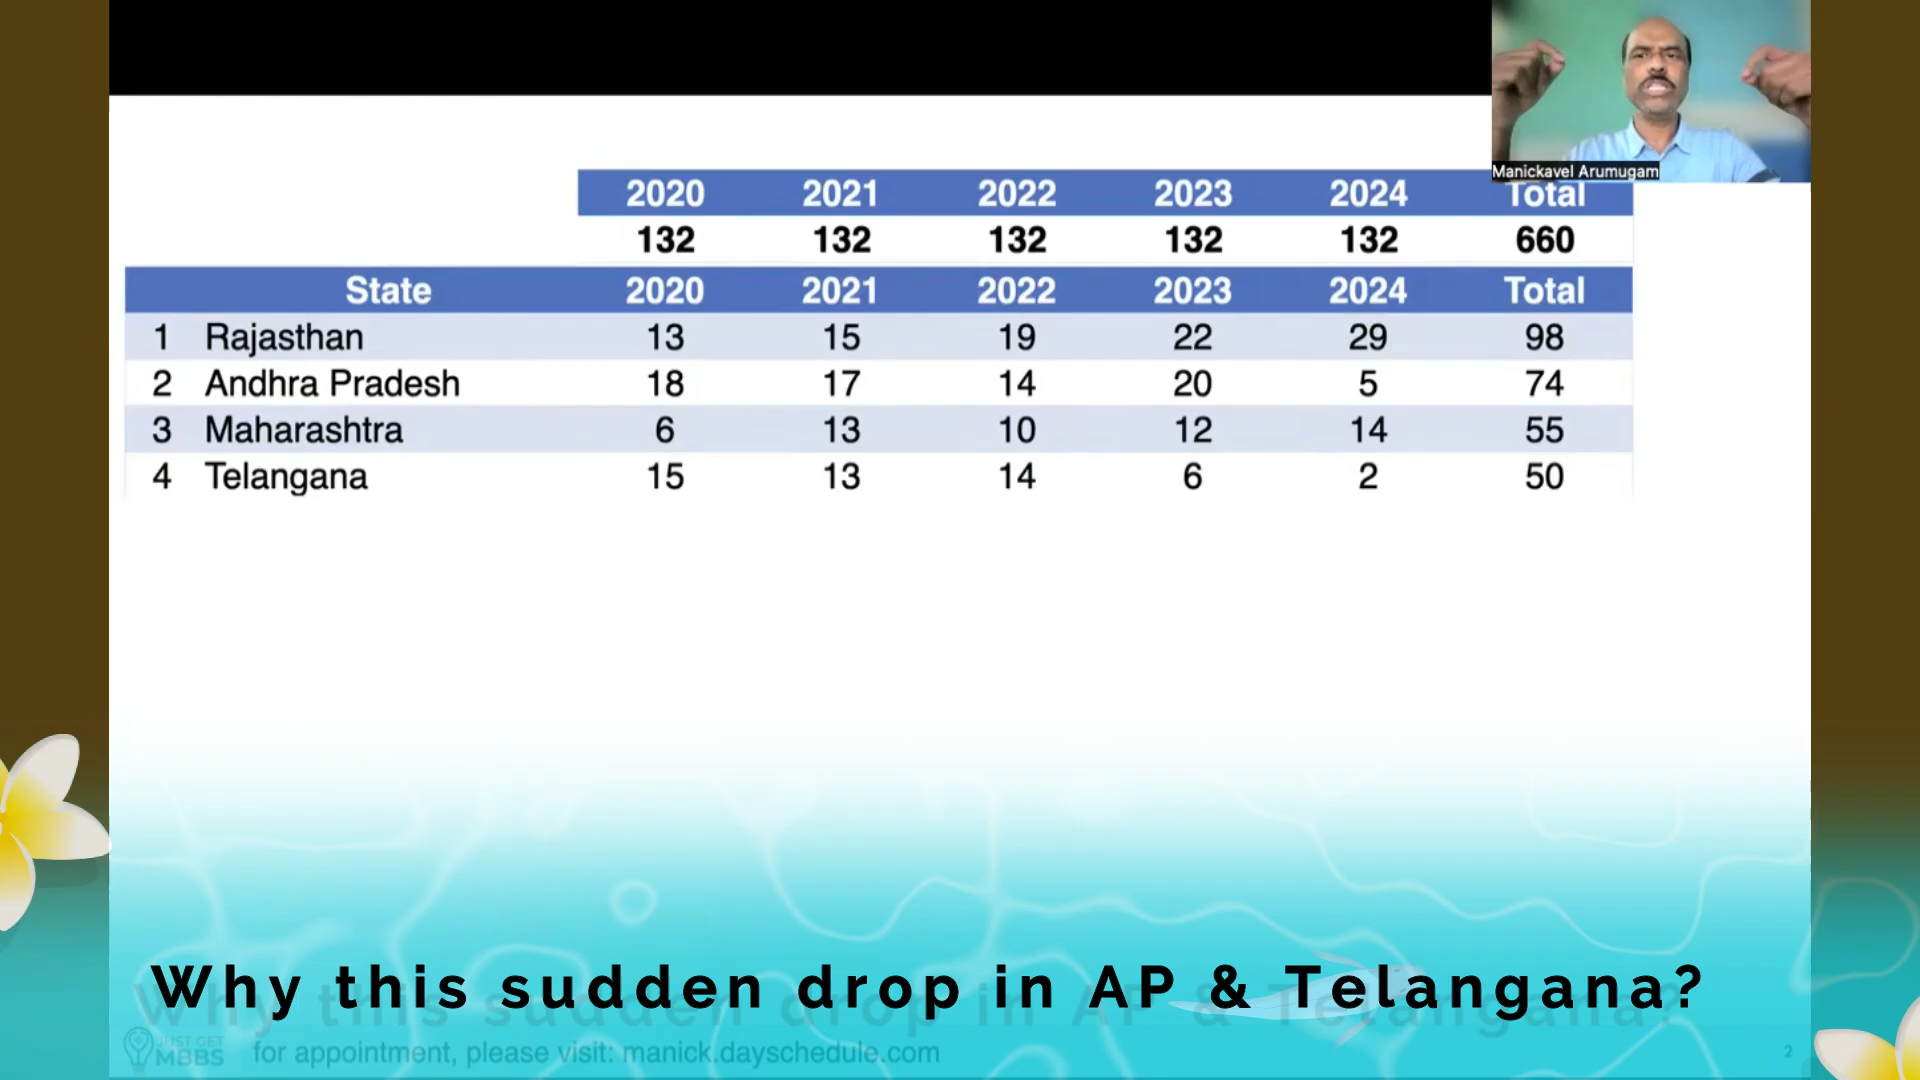 Manickavel Arumugam
2020 2021 2022 2023 2024 Total
132 132 132 132 132 660
State 2020 2021 2022 2023 2024 Total
1 Rajasthan 13 15 19 22 29 98
2 Andhra Pradesh 18 17 14 20 5 74
3 Maharashtra 6 13 10 12 14 55
4 Telangana 15 13 14 6 2 50
Why this sudden drop in AP & Telangana?
JUST GET
MBBS
for appointment, please visit: manick.dayschedule.com
2